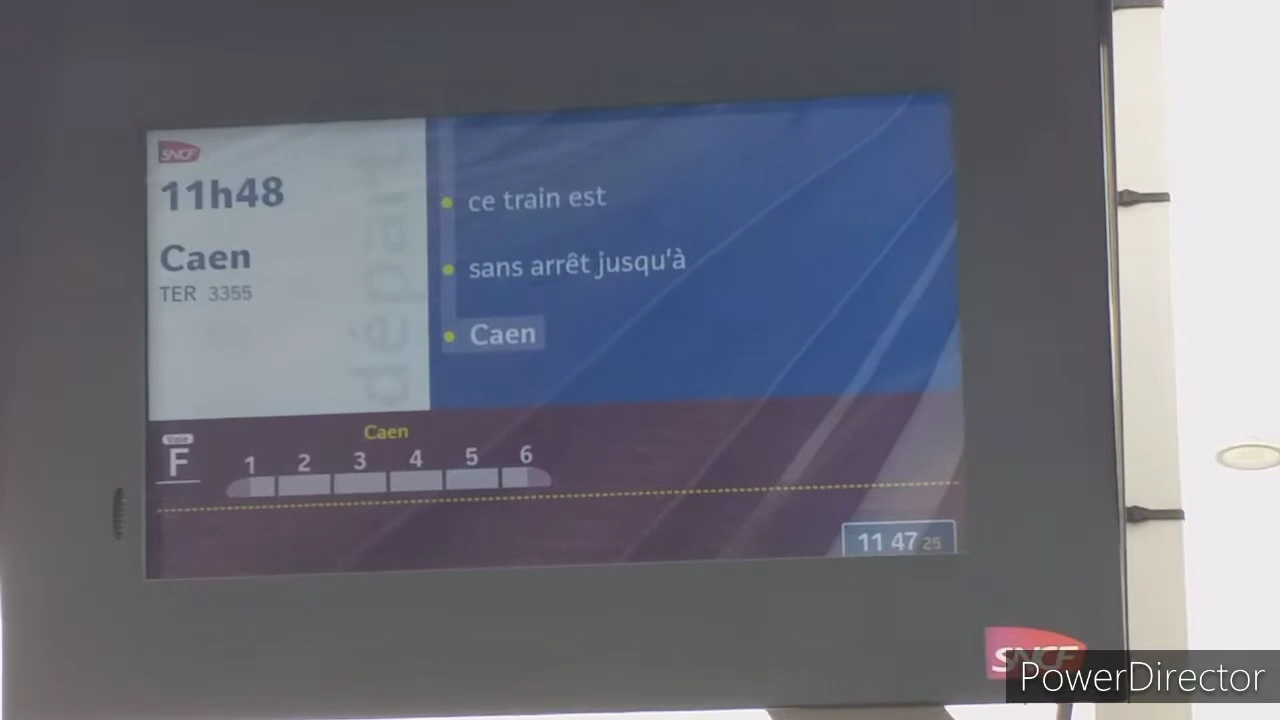 SNCF
11h48
Caen
TER 3355
départ
ce train est
sans arrêt jusqu'à
Caen
Voie
F
Caen
1 2 3 4 5 6
11 47 25
SNCF
PowerDirector